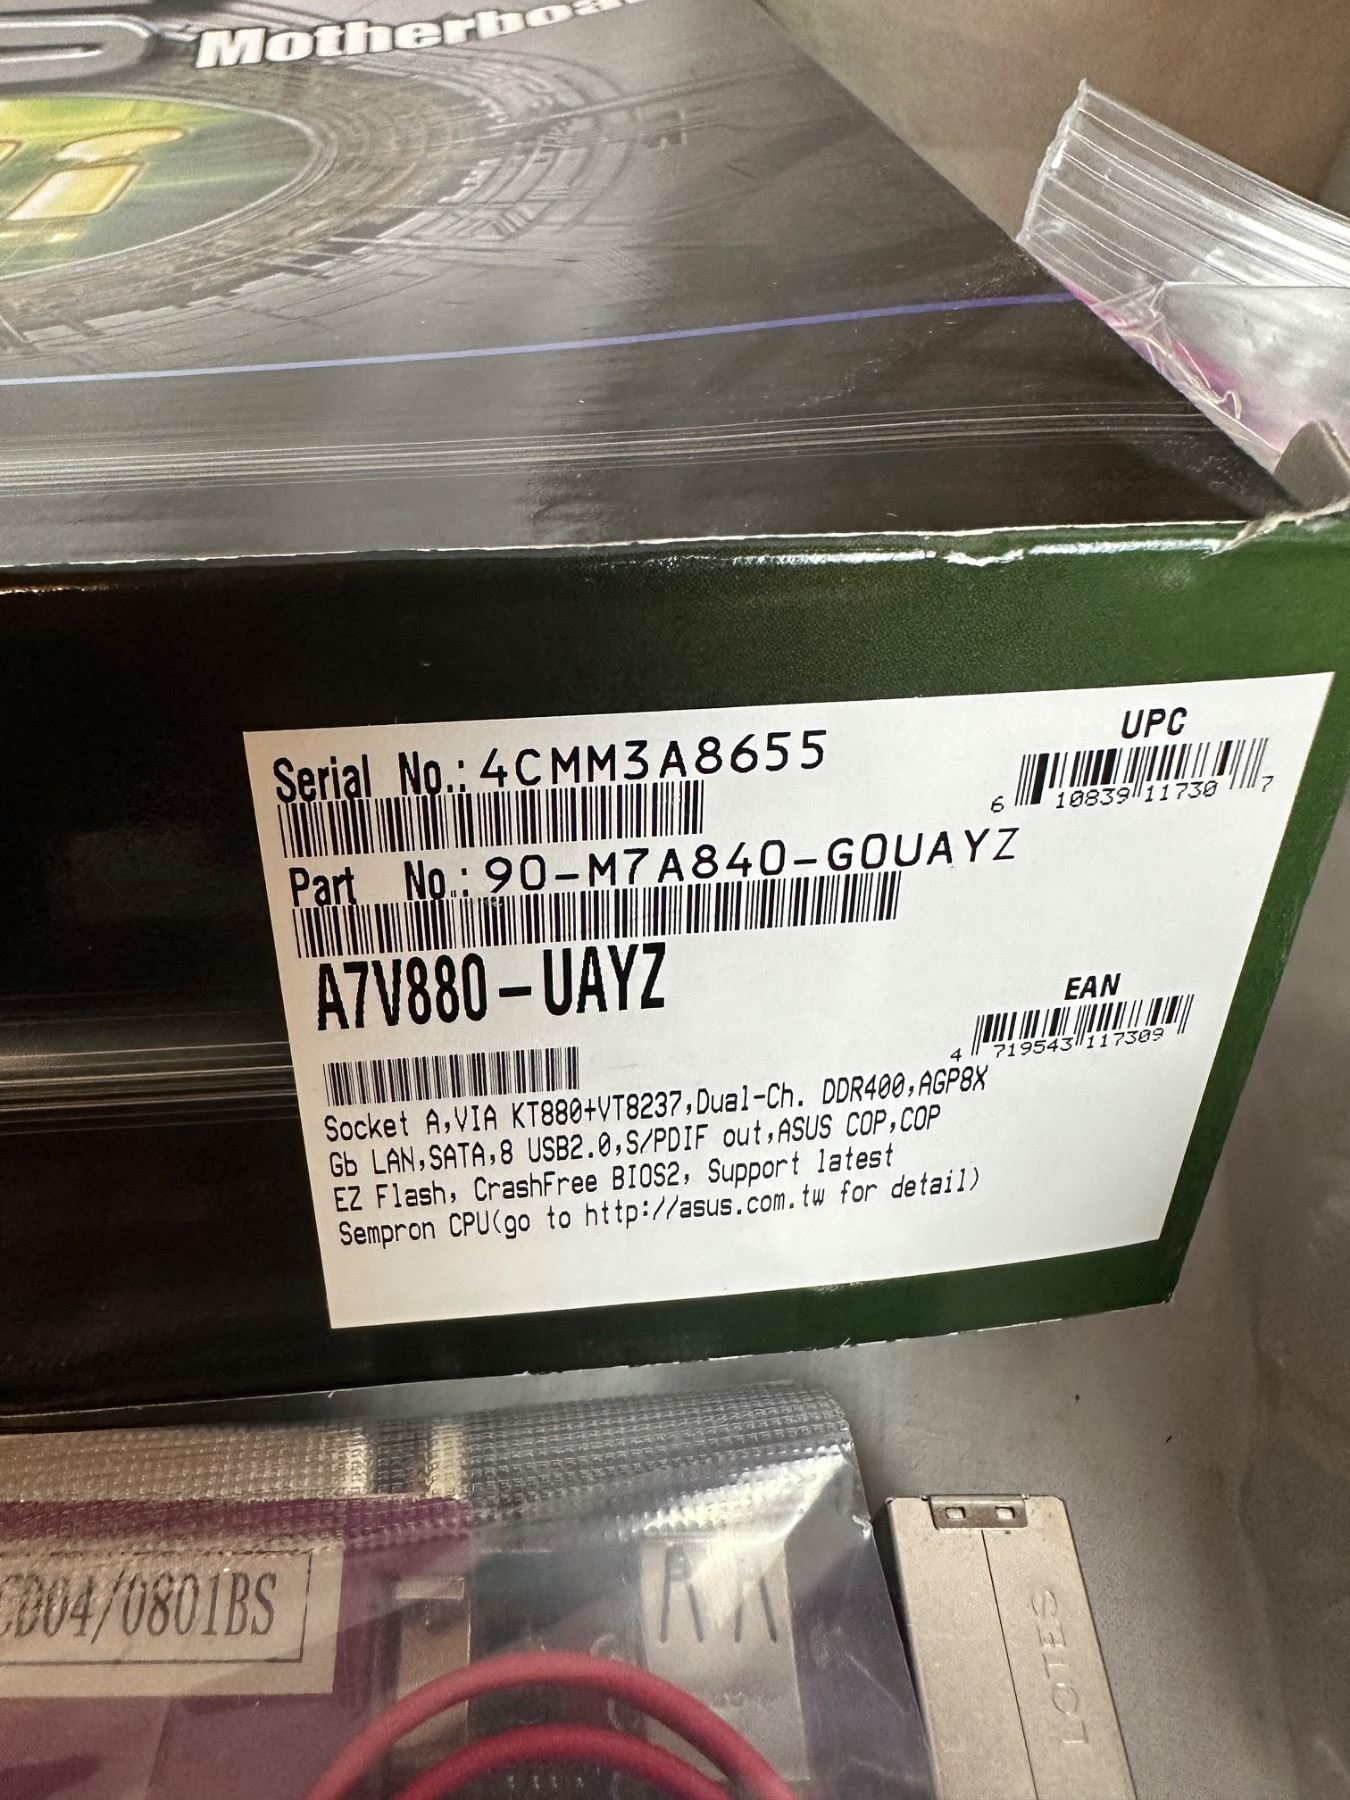 Motherboa
Serial No.: 4CMM3A8655
UPC
6 10839 11730 7
Part No.: 90-M7A840-G0UAYZ
A7V880-UAYZ
EAN
4 719543 117309
Socket A,VIA KT880+VT8237,Dual-Ch. DDR400,AGP8X
Gb LAN,SATA,8 USB2.0,S/PDIF out,ASUS COP,COP
EZ Flash, CrashFree BIOS2, Support latest
Sempron CPU(go to http://asus.com.tw for detail)
CD04/0801BS
LOTES